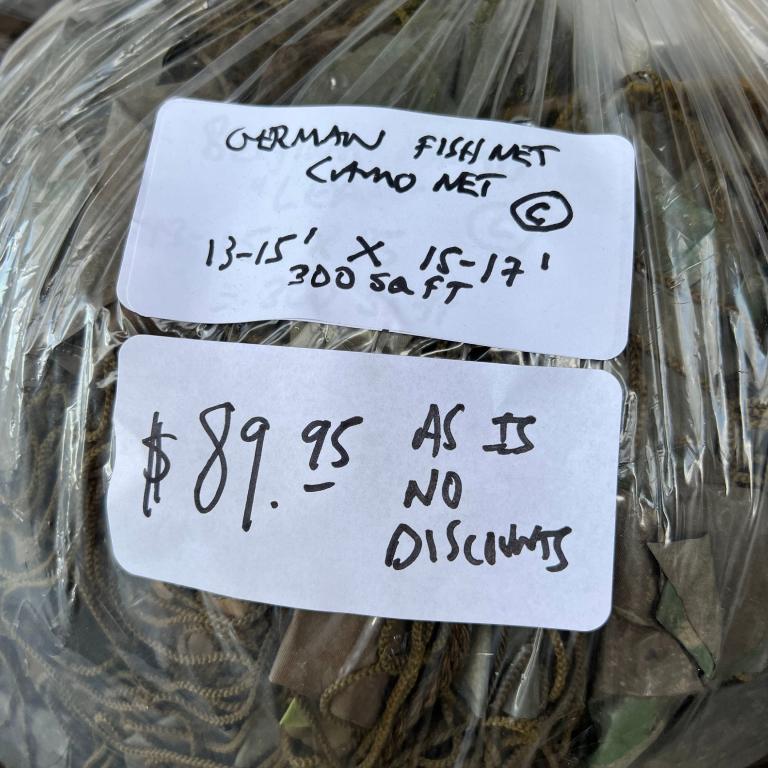 GERMAN FISHNET
CAMO NET
C
13-15' X 15-17'
300 SQ FT
$89.95
AS IS
NO
DISCOUNTS